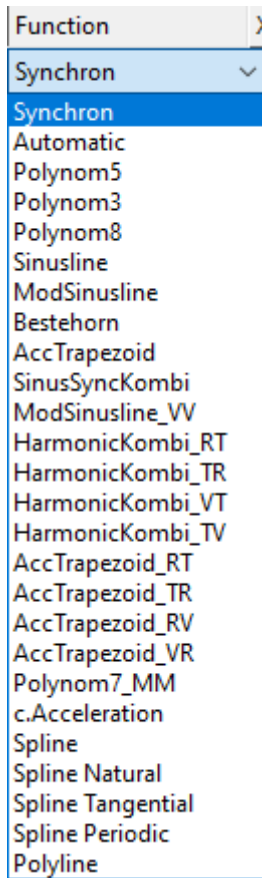 Function
Synchron
Synchron
Automatic
Polynom5
Polynom3
Polynom8
Sinusline
ModSinusline
Bestehorn
AccTrapezoid
SinusSyncKombi
ModSinusline_VV
HarmonicKombi_RT
HarmonicKombi_TR
HarmonicKombi_VT
HarmonicKombi_TV
AccTrapezoid_RT
AccTrapezoid_TR
AccTrapezoid_RV
AccTrapezoid_VR
Polynom7_MM
c.Acceleration
Spline
Spline Natural
Spline Tangential
Spline Periodic
Polyline